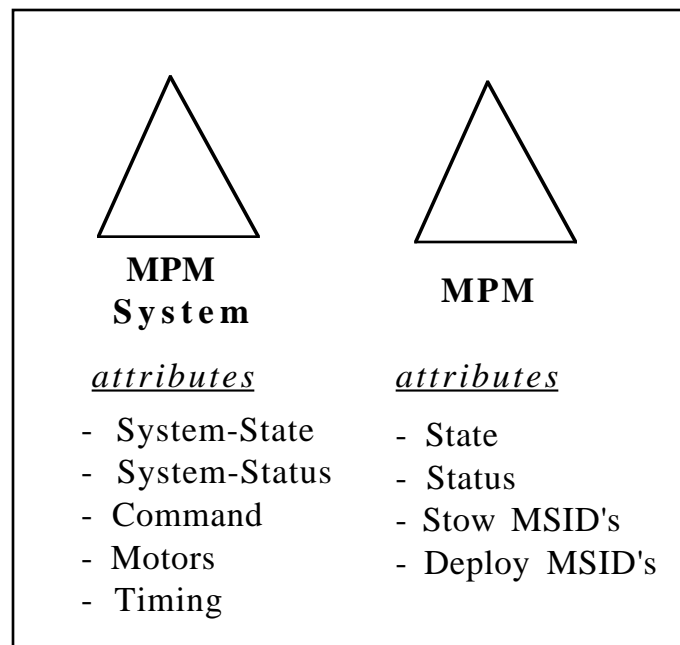 MPM
System
attributes
- System-State
- System-Status
- Command
- Motors
- Timing
MPM
attributes
- State
- Status
- Stow MSID's
- Deploy MSID's